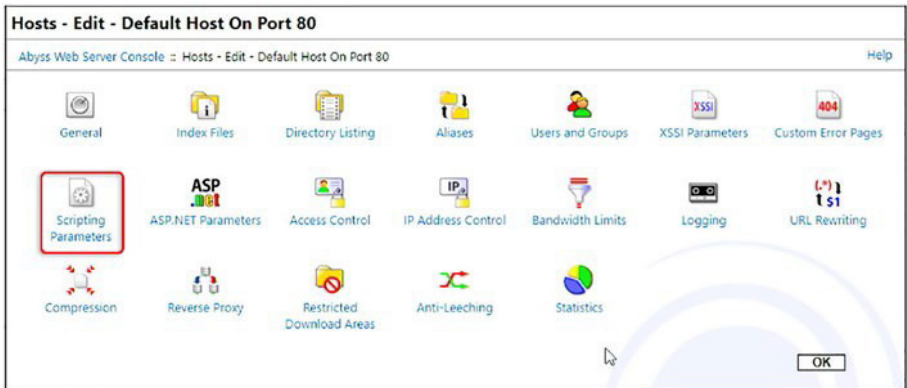 Hosts - Edit - Default Host On Port 80
Abyss Web Server Console :: Hosts - Edit - Default Host On Port 80 Help
General Index Files Directory Listing Aliases Users and Groups XSSI XSSI Parameters 404 Custom Error Pages
Scripting Parameters ASP .net ASP.NET Parameters Access Control IP IP Address Control Bandwidth Limits Logging (.*) $1 URL Rewriting
Compression Reverse Proxy Restricted Download Areas Anti-Leeching Statistics
OK